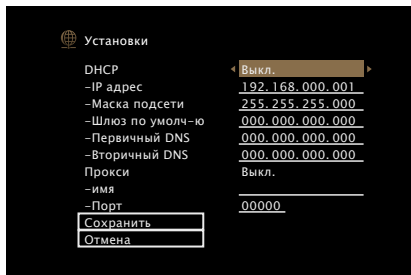 Установки
DHCP Выкл.
–IP адрес 192.168.000.001
–Маска подсети 255.255.255.000
–Шлюз по умолч-ю 000.000.000.000
–Первичный DNS 000.000.000.000
–Вторичный DNS 000.000.000.000
Прокси Выкл.
–имя
–Порт 00000
Сохранить
Отмена